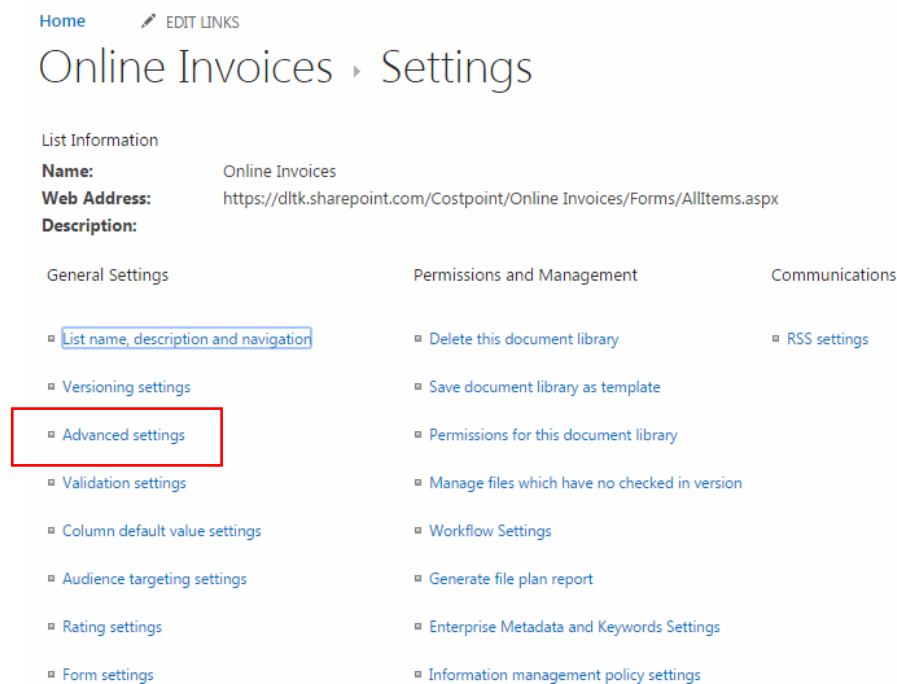 Home EDIT LINKS
Online Invoices Settings
List Information
Name: Online Invoices
Web Address: https://dltk.sharepoint.com/Costpoint/Online Invoices/Forms/AllItems.aspx
Description:
General Settings Permissions and Management Communications
List name, description and navigation Delete this document library RSS settings
Versioning settings Save document library as template
Advanced settings Permissions for this document library
Validation settings Manage files which have no checked in version
Column default value settings Workflow Settings
Audience targeting settings Generate file plan report
Rating settings Enterprise Metadata and Keywords Settings
Form settings Information management policy settings